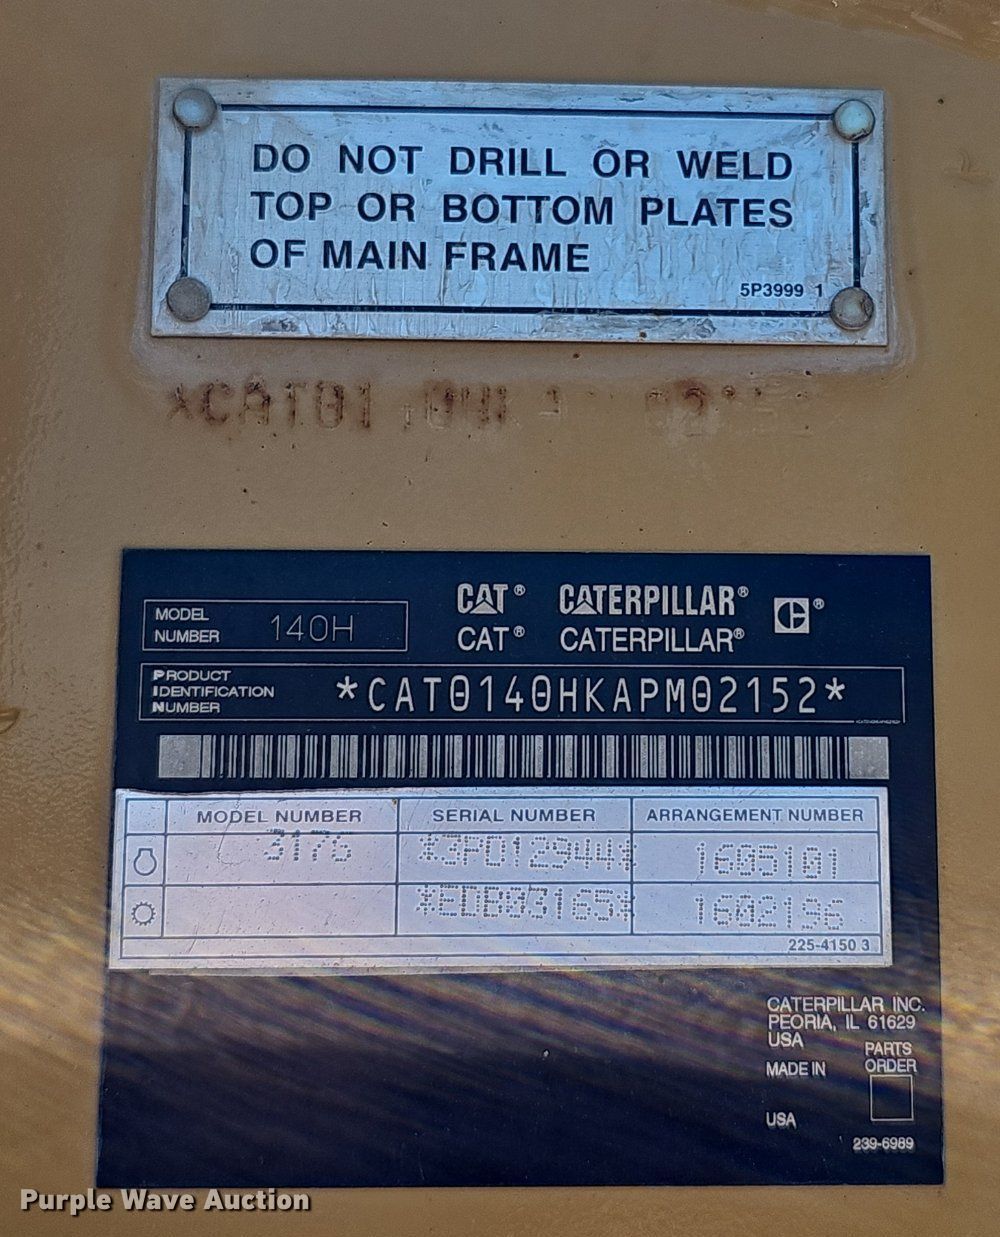 DO NOT DRILL OR WELD
TOP OR BOTTOM PLATES
OF MAIN FRAME
5P3999 1
*CAT01
MODEL NUMBER 140H
CAT® CATERPILLAR® ®
CAT® CATERPILLAR®
PRODUCT IDENTIFICATION NUMBER *CAT0140HKAPM02152*
MODEL NUMBER SERIAL NUMBER ARRANGEMENT NUMBER
3176 *3PD12944* 1605101
*EDB03165* 1602196
225-4150 3
CATERPILLAR INC.
PEORIA, IL 61629
USA
PARTS ORDER
MADE IN
USA
239-6989
Purple Wave Auction